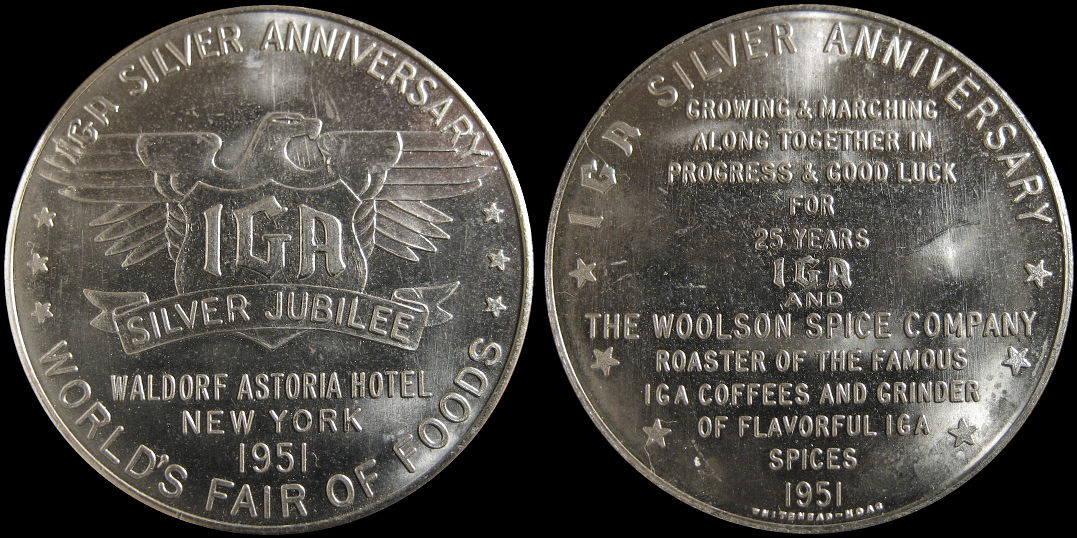 IGA SILVER ANNIVERSARY
IGA
SILVER JUBILEE
WALDORF ASTORIA HOTEL
NEW YORK
1951
WORLD'S FAIR OF FOODS
IGA SILVER ANNIVERSARY
GROWING & MARCHING
ALONG TOGETHER IN
PROGRESS & GOOD LUCK
FOR
25 YEARS
IGA
AND
THE WOOLSON SPICE COMPANY
ROASTER OF THE FAMOUS
IGA COFFEES AND GRINDER
OF FLAVORFUL IGA
SPICES
1951
WHITEHEAD-HOAG